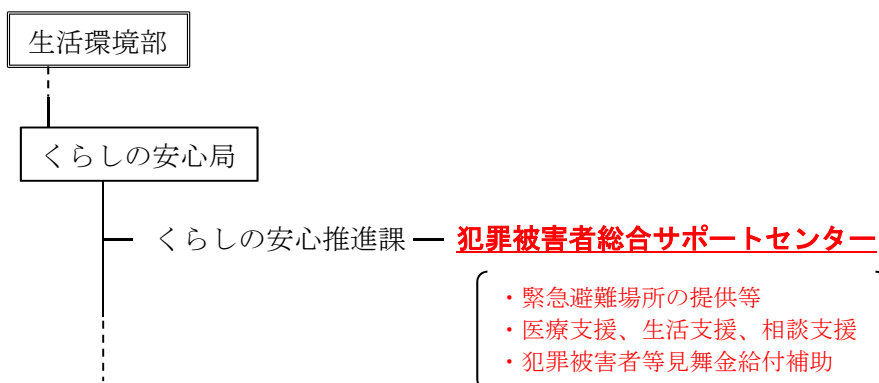 生活環境部
くらしの安心局
くらしの安心推進課 犯罪被害者総合サポートセンター
・緊急避難場所の提供等
・医療支援、生活支援、相談支援
・犯罪被害者等見舞金給付補助